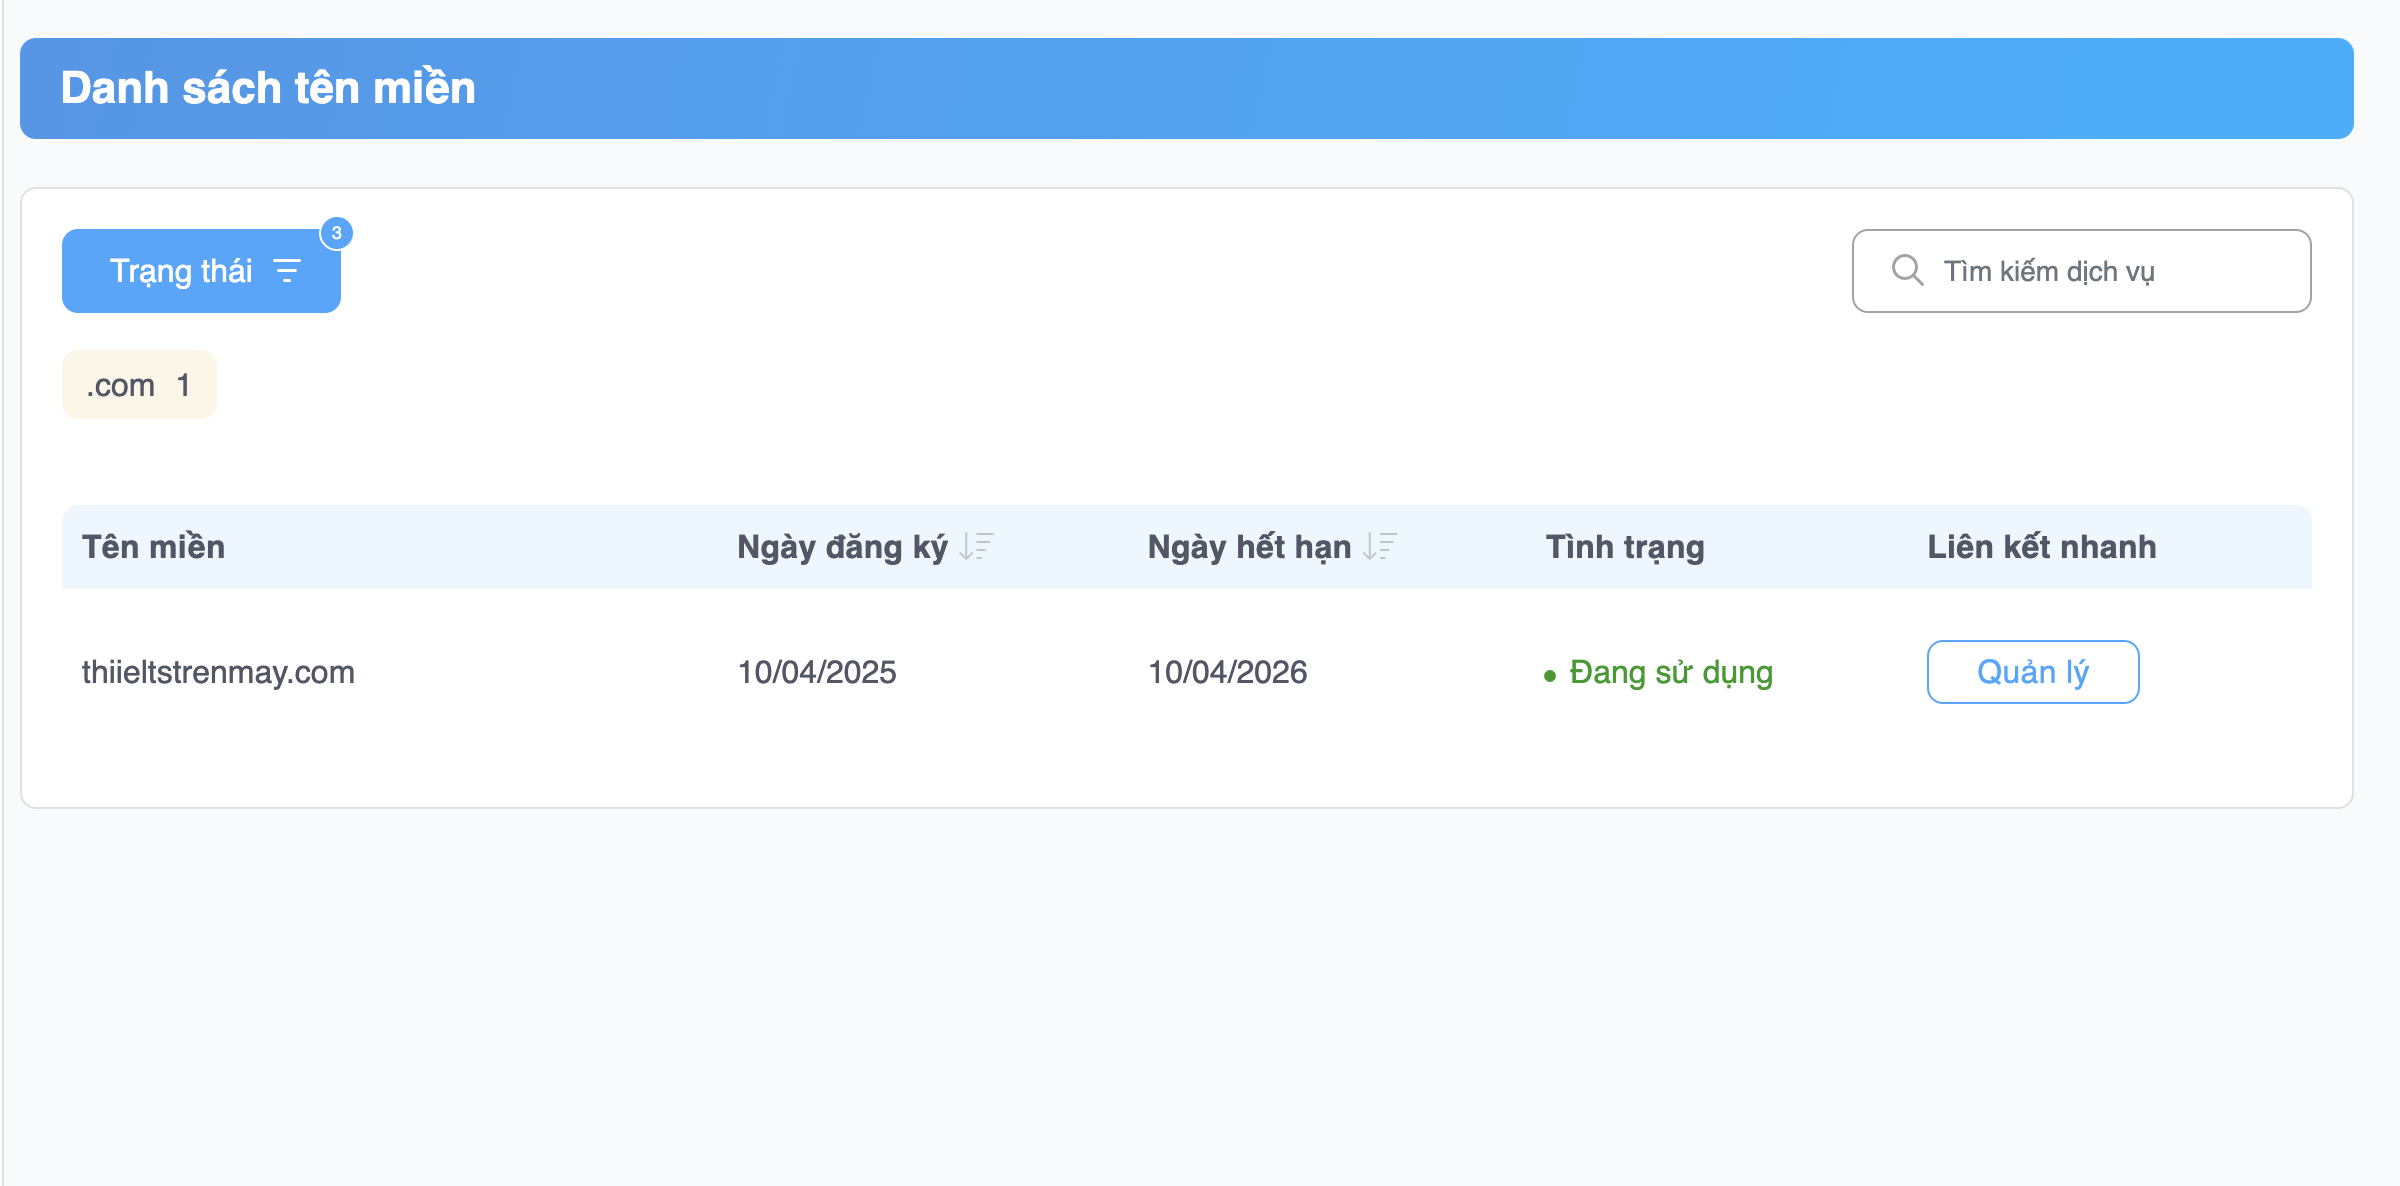 Danh sách tên miền
3
Trạng thái
Tìm kiếm dịch vụ
.com 1
Tên miền Ngày đăng ký Ngày hết hạn Tình trạng Liên kết nhanh
thiieltstrenmay.com 10/04/2025 10/04/2026 Đang sử dụng Quản lý